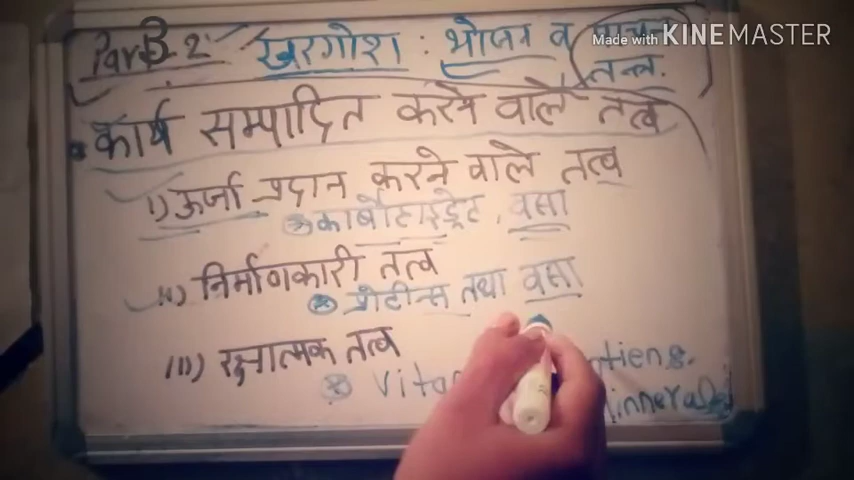 Part-2 खरगोश : भोजन व
तन्त्र.
Made with KINEMASTER
कार्य सम्पादित करने वाले तत्व
i) ऊर्जा प्रदान करने वाले तत्व
कार्बोहाइड्रेट, वसा
ii) निर्माणकारी तत्व
प्रोटीन्स तथा वसा
iii) रक्षात्मक तत्व